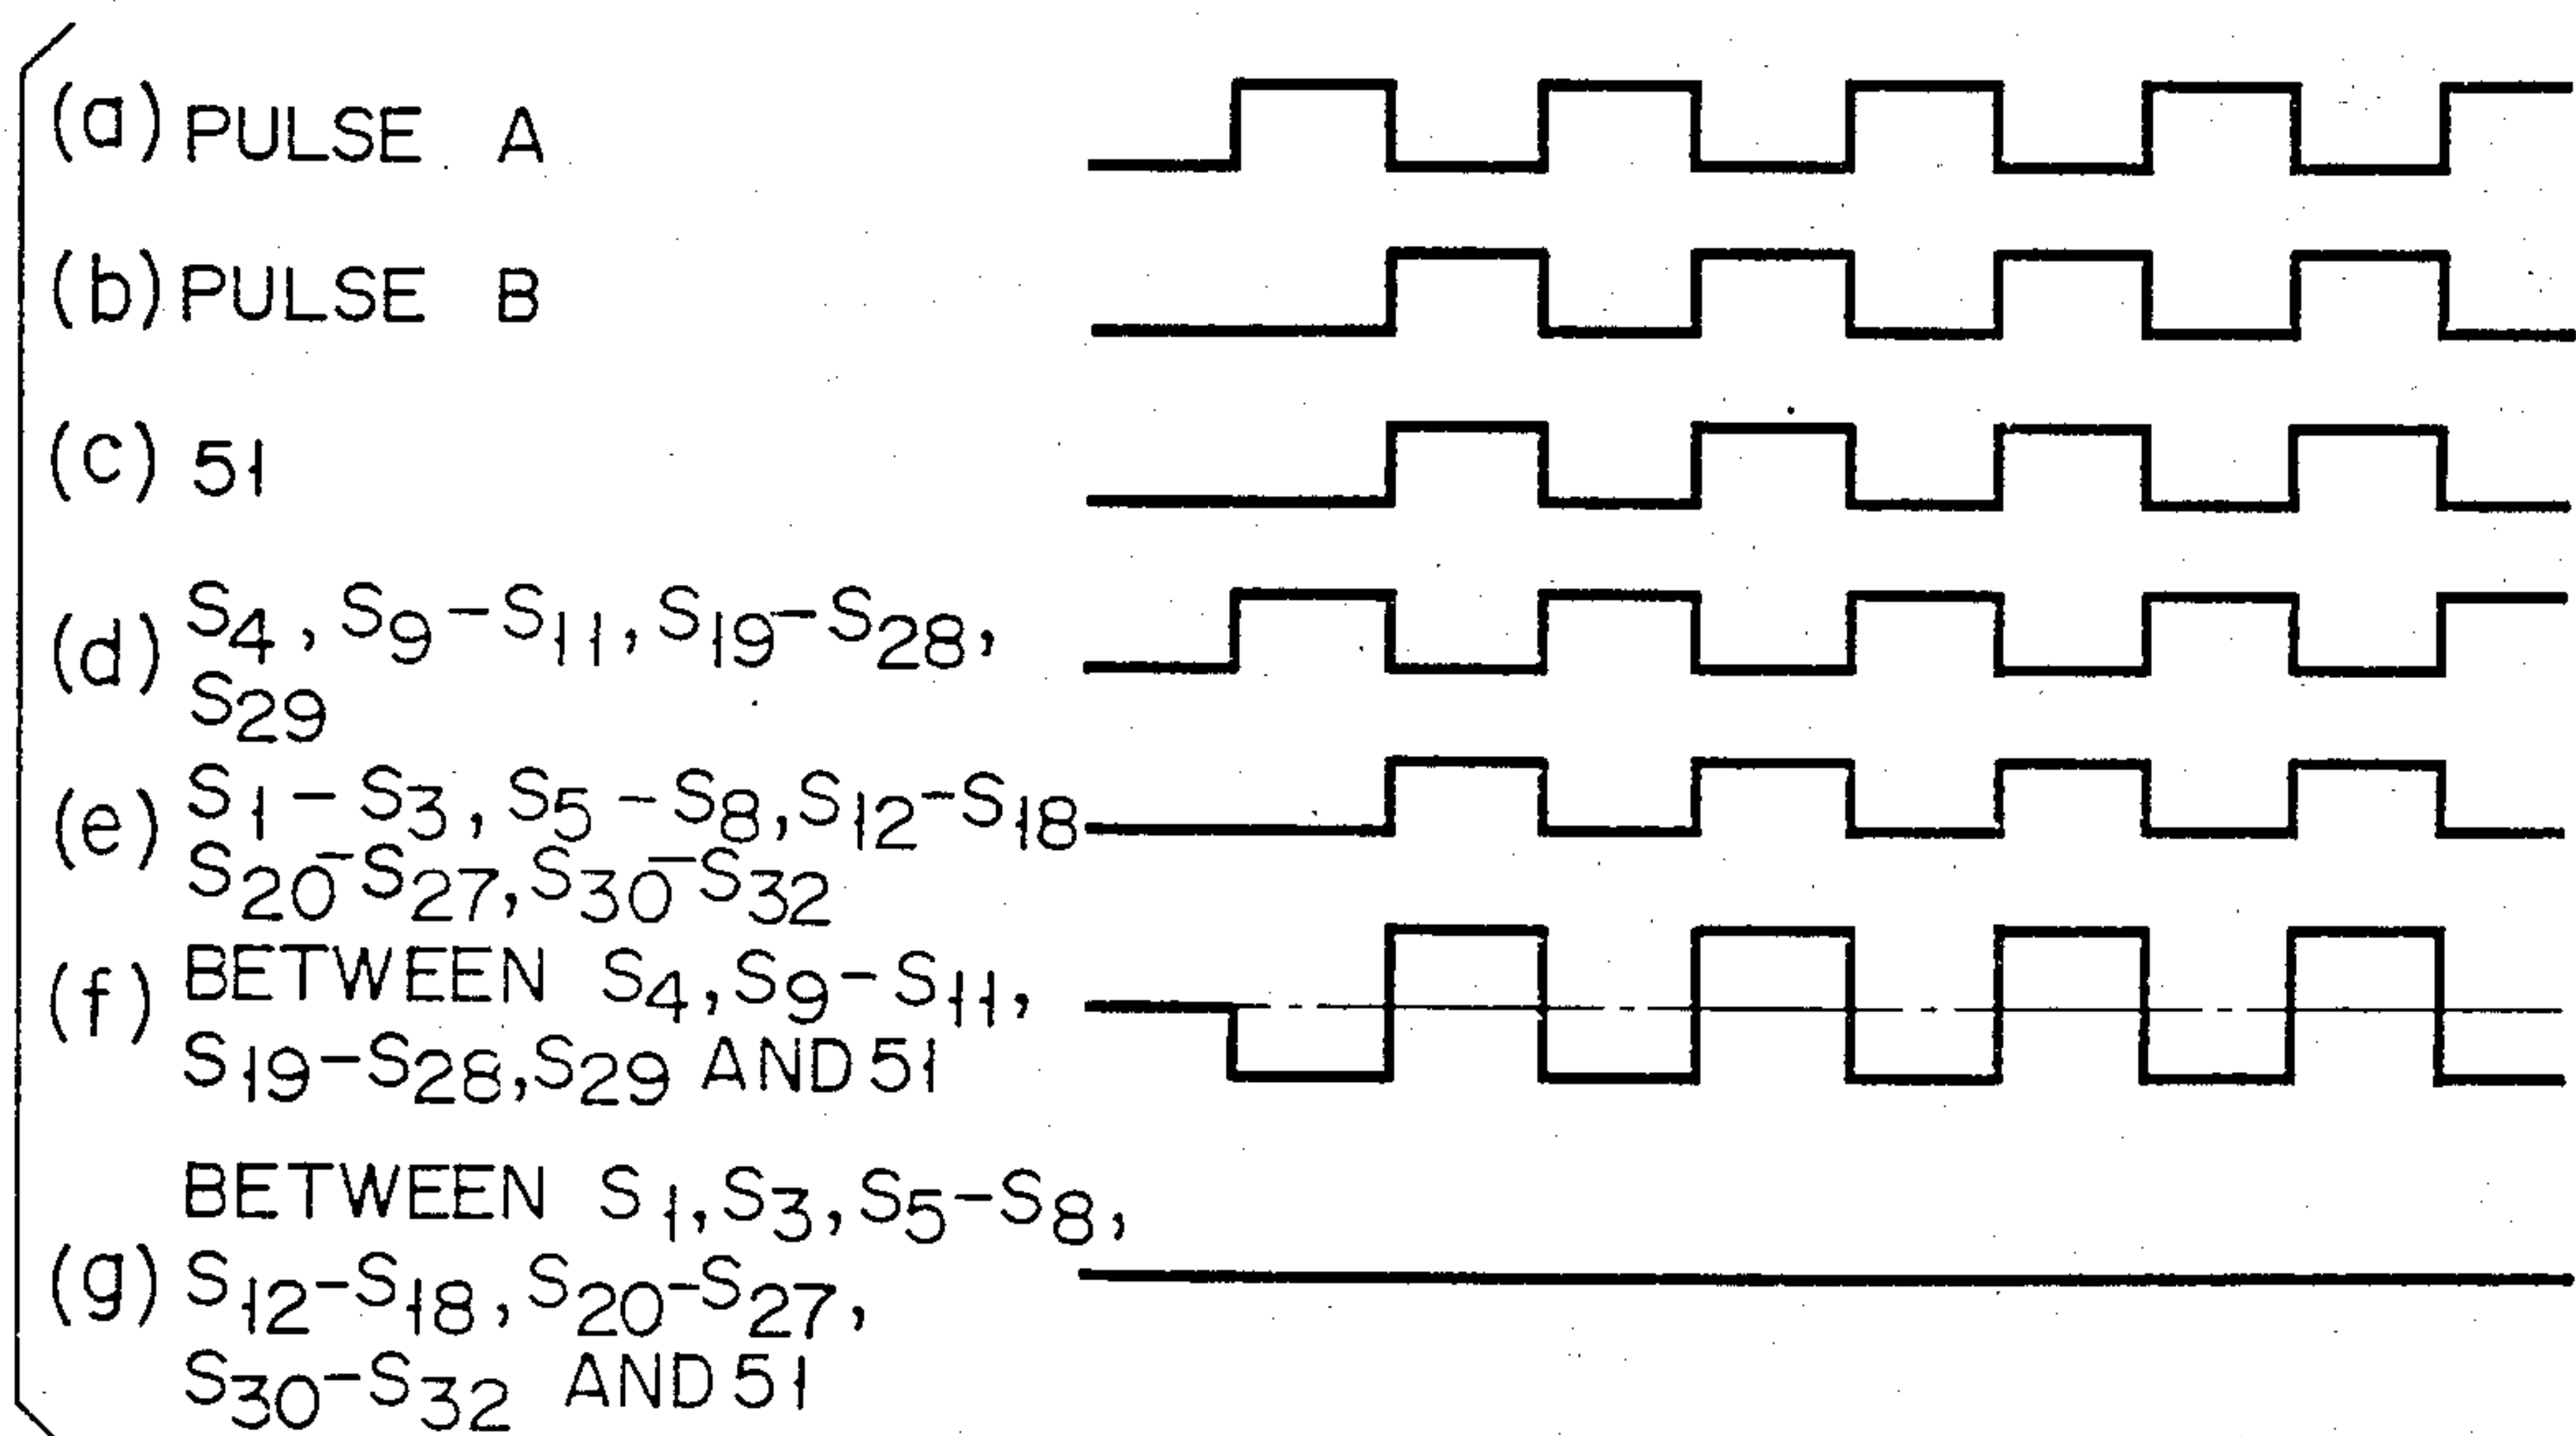 (a) PULSE A
(b) PULSE B
(c) 51
(d) S4, S9-S11, S19-S28,
S29
(e) S1-S3, S5-S8, S12-S18
S20-S27, S30-S32
(f) BETWEEN S4, S9-S11,
S19-S28, S29 AND 51
BETWEEN S1, S3, S5-S8,
(g) S12-S18, S20-S27,
S30-S32 AND 51